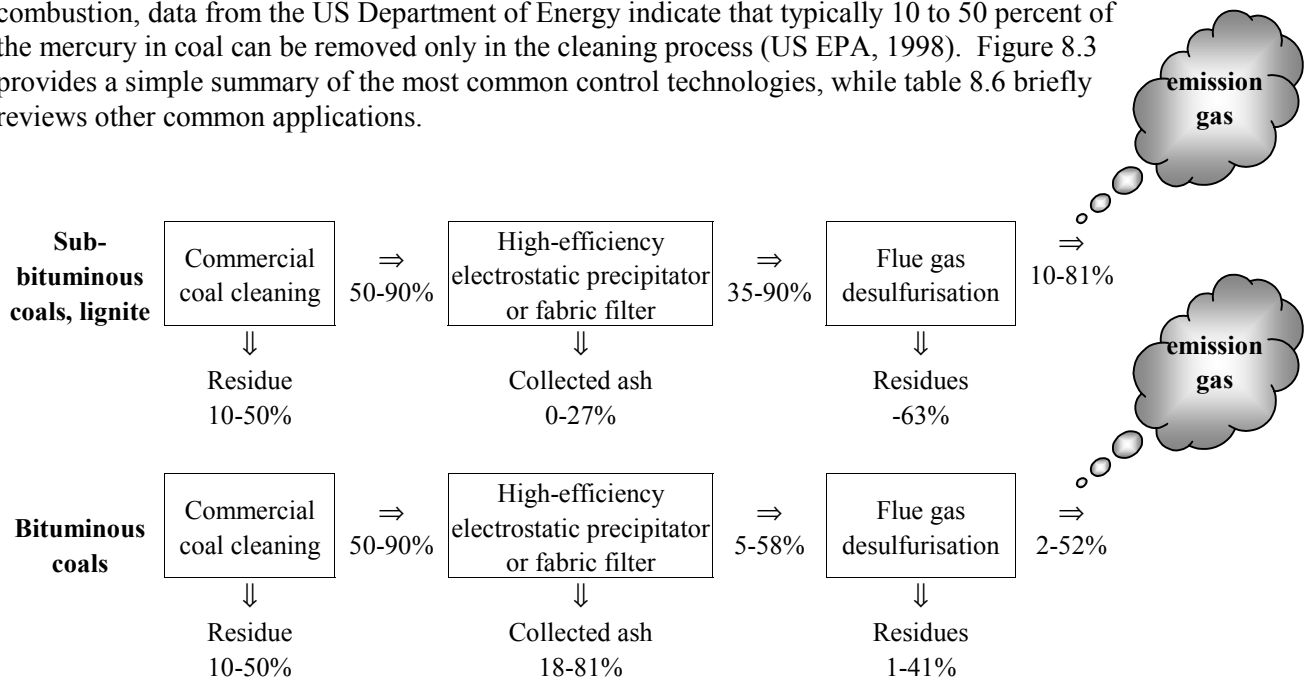 combustion, data from the US Department of Energy indicate that typically 10 to 50 percent of
the mercury in coal can be removed only in the cleaning process (US EPA, 1998). Figure 8.3
provides a simple summary of the most common control technologies, while table 8.6 briefly
reviews other common applications.
emission
gas
Sub-
bituminous
coals, lignite
Commercial
coal cleaning
⇒
50-90%
High-efficiency
electrostatic precipitator
or fabric filter
⇒
35-90%
Flue gas
desulfurisation
⇒
10-81%
⇓
Residue
10-50%
⇓
Collected ash
0-27%
⇓
Residues
-63%
emission
gas
Bituminous
coals
Commercial
coal cleaning
⇒
50-90%
High-efficiency
electrostatic precipitator
or fabric filter
⇒
5-58%
Flue gas
desulfurisation
⇒
2-52%
⇓
Residue
10-50%
⇓
Collected ash
18-81%
⇓
Residues
1-41%